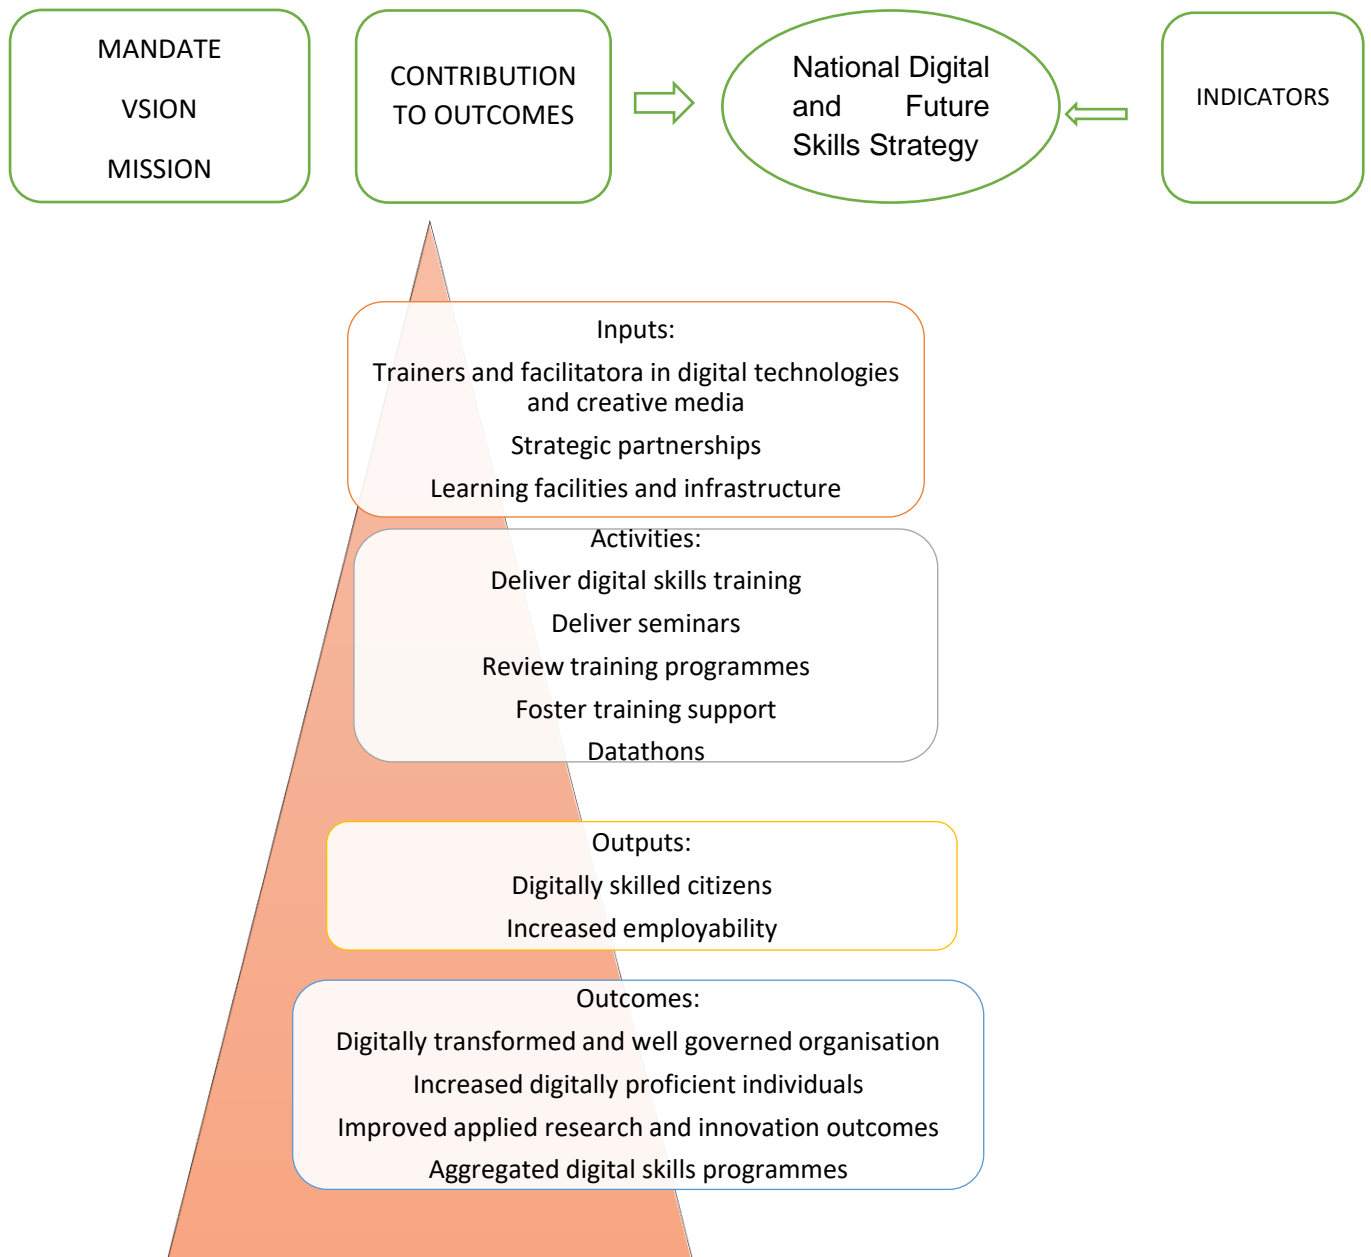 MANDATE
VSION
MISSION
CONTRIBUTION
TO OUTCOMES
National Digital
and Future
Skills Strategy
INDICATORS
Inputs:
Trainers and facilitatora in digital technologies
and creative media
Strategic partnerships
Learning facilities and infrastructure
Activities:
Deliver digital skills training
Deliver seminars
Review training programmes
Foster training support
Datathons
Outputs:
Digitally skilled citizens
Increased employability
Outcomes:
Digitally transformed and well governed organisation
Increased digitally proficient individuals
Improved applied research and innovation outcomes
Aggregated digital skills programmes